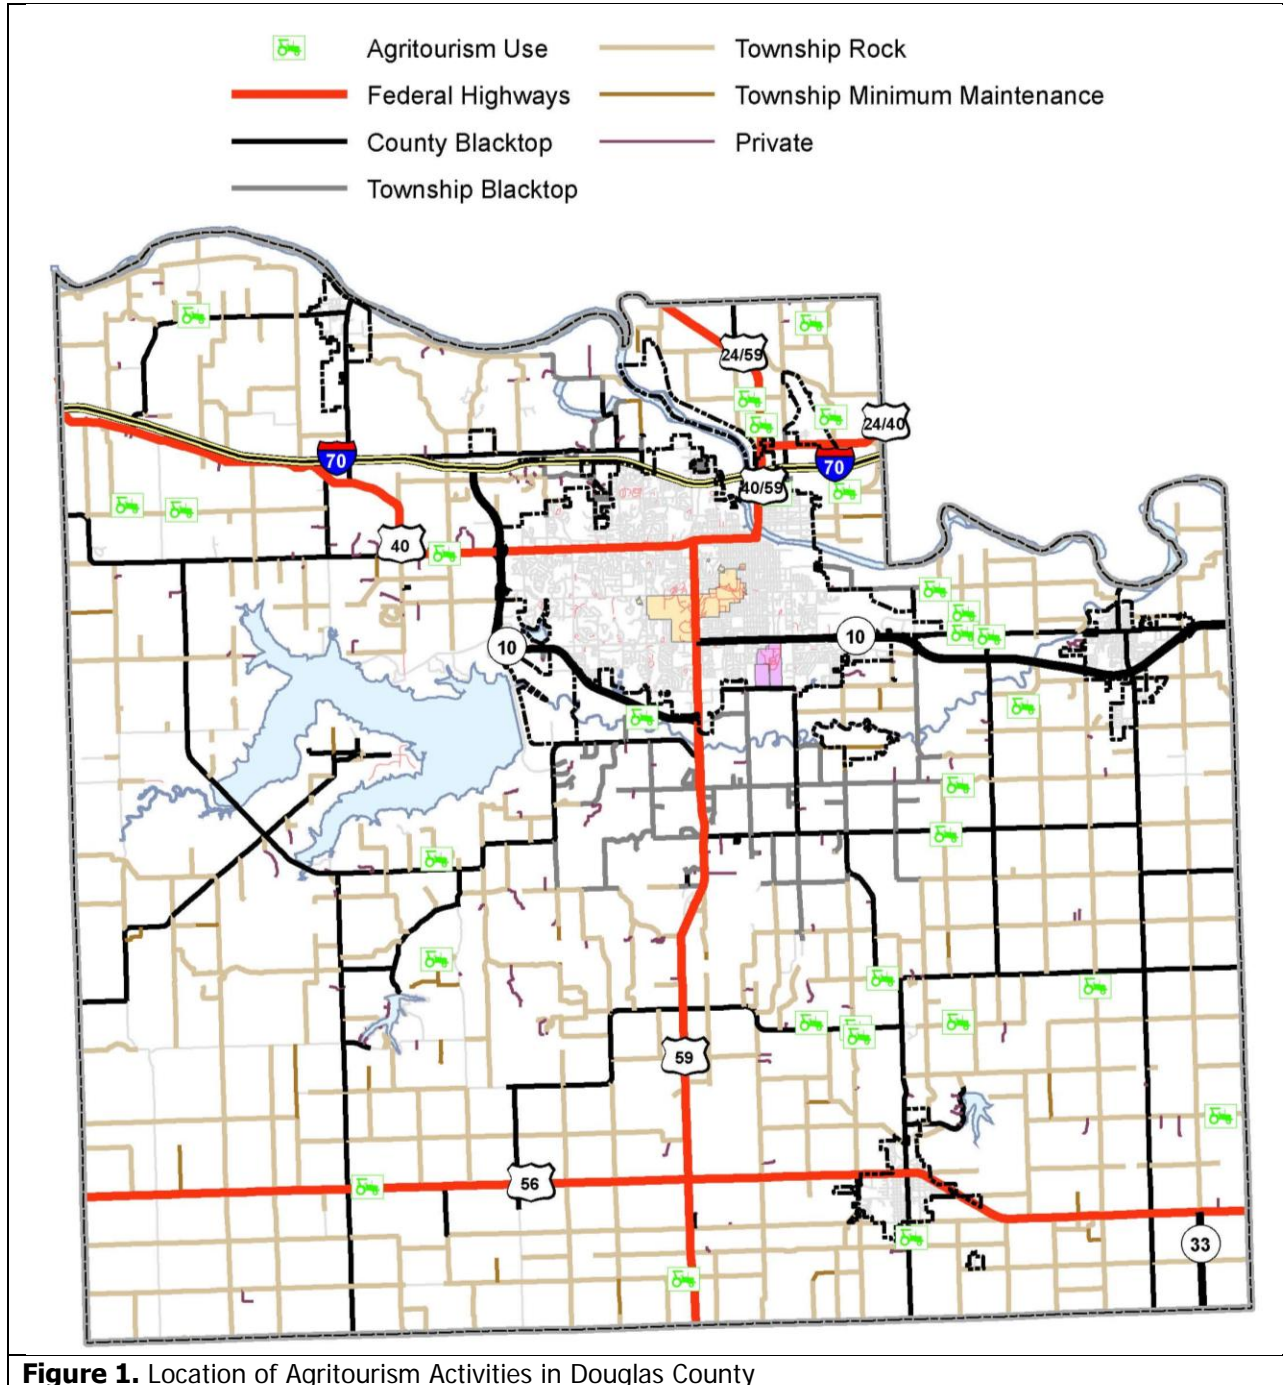 Agritourism Use
Township Rock
Federal Highways
Township Minimum Maintenance
County Blacktop
Private
Township Blacktop
24/59
24/40
70
70
40/59
40
10
10
59
56
33
Figure 1. Location of Agritourism Activities in Douglas County